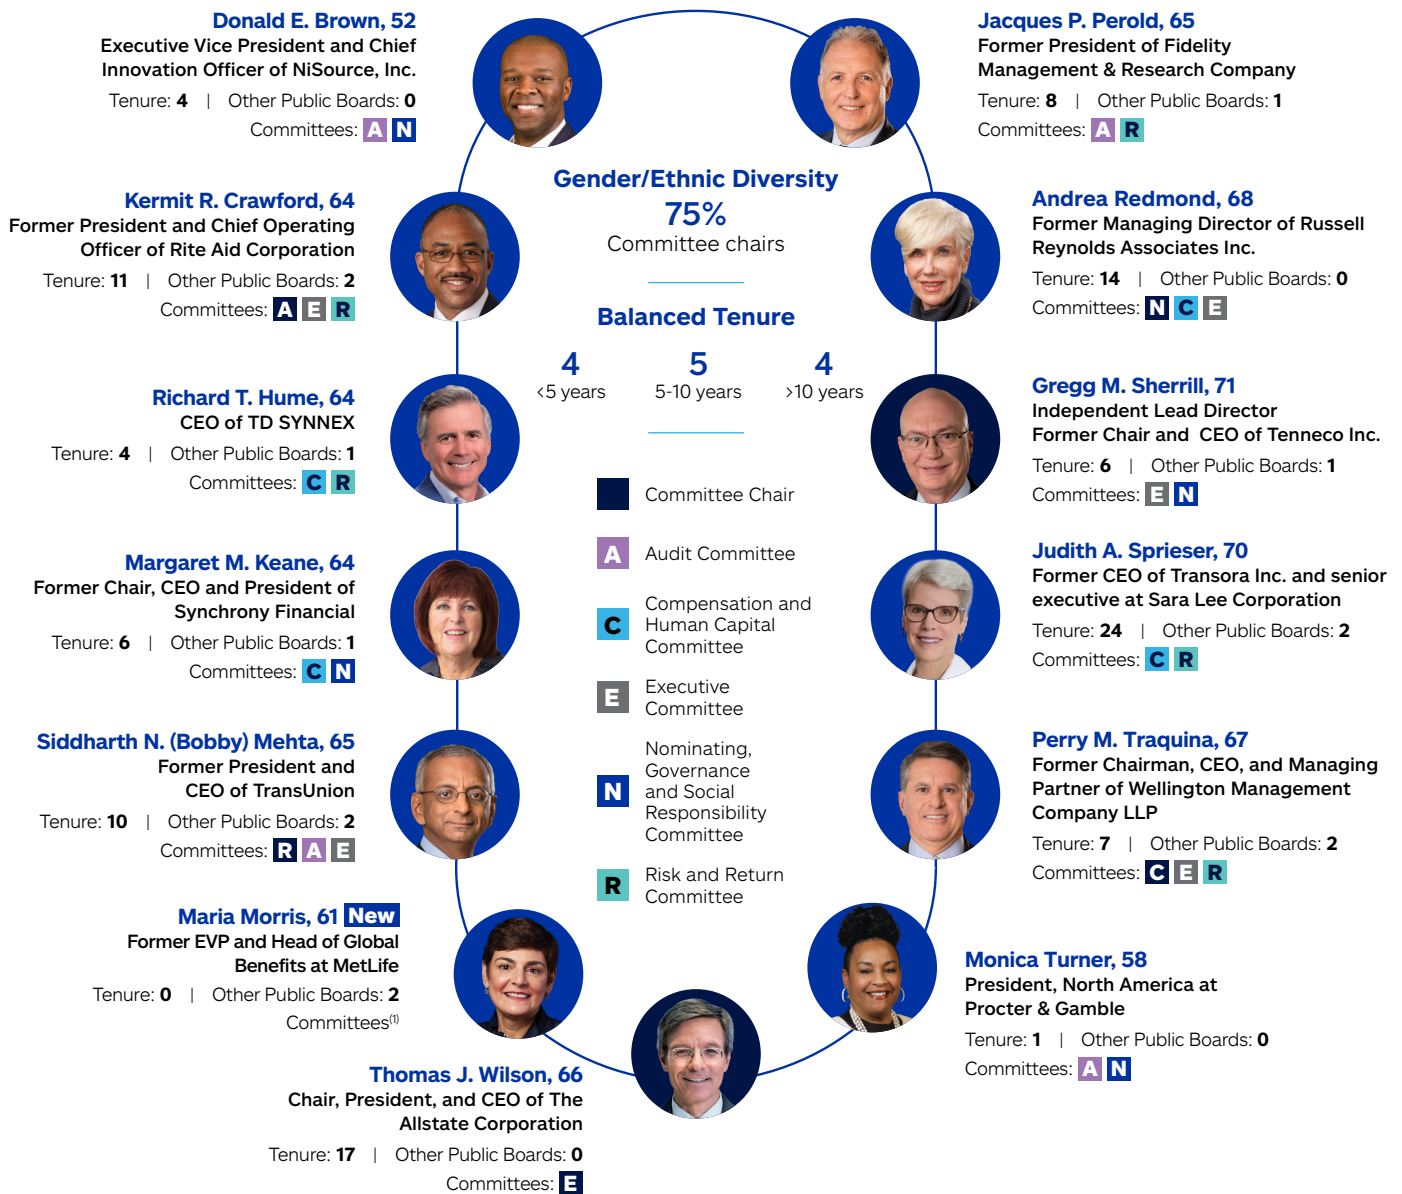 Donald E. Brown, 52
Executive Vice President and Chief
Innovation Officer of NiSource, Inc.
Tenure: 4 | Other Public Boards: 0
Committees: A N
Kermit R. Crawford, 64
Former President and Chief Operating
Officer of Rite Aid Corporation
Tenure: 11 | Other Public Boards: 2
Committees: A E R
Richard T. Hume, 64
CEO of TD SYNNEX
Tenure: 4 | Other Public Boards: 1
Committees: C R
Margaret M. Keane, 64
Former Chair, CEO and President of
Synchrony Financial
Tenure: 6 | Other Public Boards: 1
Committees: C N
Siddharth N. (Bobby) Mehta, 65
Former President and
CEO of TransUnion
Tenure: 10 | Other Public Boards: 2
Committees: R A E
Maria Morris, 61 New
Former EVP and Head of Global
Benefits at MetLife
Tenure: 0 | Other Public Boards: 2
Committees(1)
Thomas J. Wilson, 66
Chair, President, and CEO of The
Allstate Corporation
Tenure: 17 | Other Public Boards: 0
Committees: E
Gender/Ethnic Diversity
75%
Committee chairs
Balanced Tenure
4 5 4
<5 years 5-10 years >10 years
Committee Chair
A Audit Committee
C Compensation and
Human Capital
Committee
E Executive
Committee
N Nominating,
Governance
and Social
Responsibility
Committee
R Risk and Return
Committee
Jacques P. Perold, 65
Former President of Fidelity
Management & Research Company
Tenure: 8 | Other Public Boards: 1
Committees: A R
Andrea Redmond, 68
Former Managing Director of Russell
Reynolds Associates Inc.
Tenure: 14 | Other Public Boards: 0
Committees: N C E
Gregg M. Sherrill, 71
Independent Lead Director
Former Chair and CEO of Tenneco Inc.
Tenure: 6 | Other Public Boards: 1
Committees: E N
Judith A. Sprieser, 70
Former CEO of Transora Inc. and senior
executive at Sara Lee Corporation
Tenure: 24 | Other Public Boards: 2
Committees: C R
Perry M. Traquina, 67
Former Chairman, CEO, and Managing
Partner of Wellington Management
Company LLP
Tenure: 7 | Other Public Boards: 2
Committees: C E R
Monica Turner, 58
President, North America at
Procter & Gamble
Tenure: 1 | Other Public Boards: 0
Committees: A N